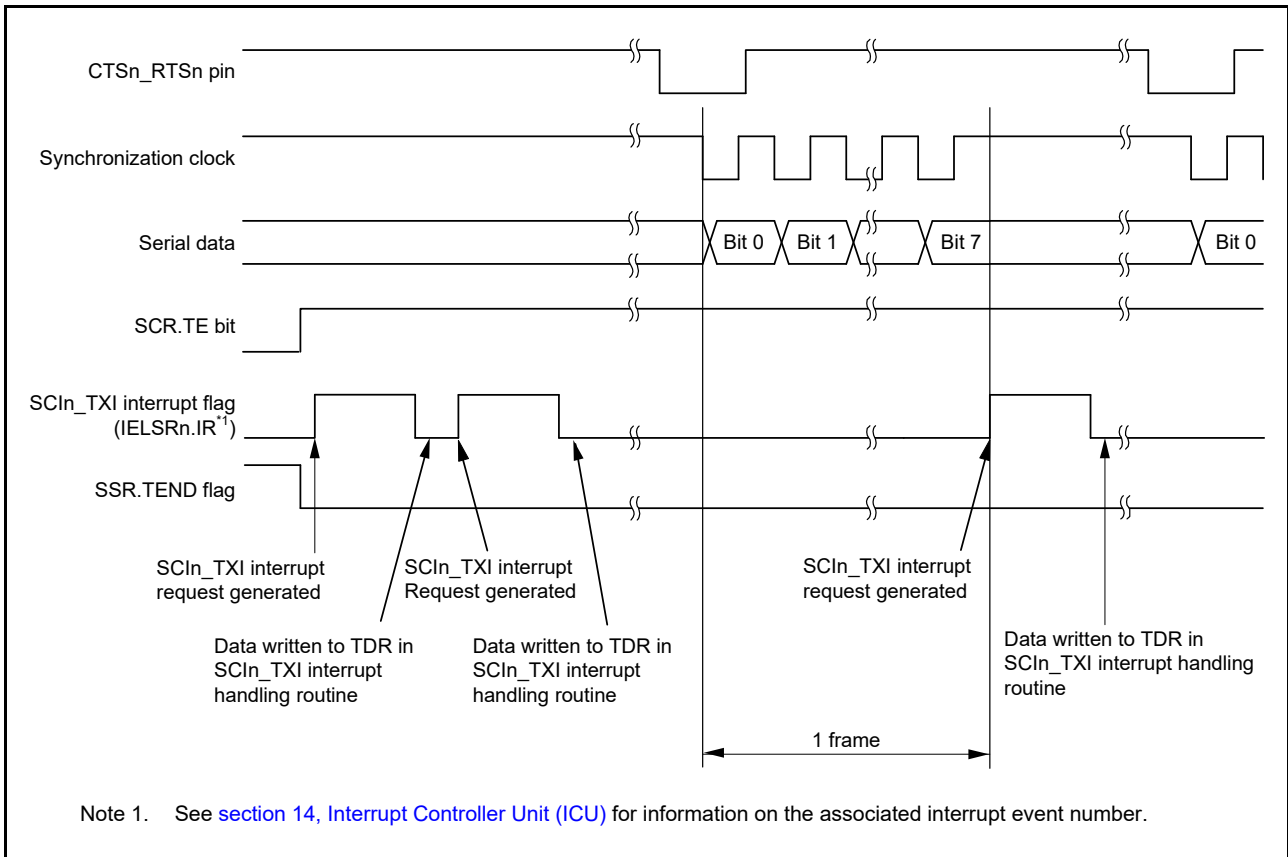 CTSn_RTSn pin
Synchronization clock
Serial data
Bit 0
Bit 1
Bit 7
Bit 0
SCR.TE bit
SCIn_TXI interrupt flag
(IELSRn.IR*1)
SSR.TEND flag
SCIn_TXI interrupt
request generated
SCIn_TXI interrupt
Request generated
SCIn_TXI interrupt
request generated
Data written to TDR in
SCIn_TXI interrupt
handling routine
Data written to TDR in
SCIn_TXI interrupt
handling routine
Data written to TDR in
SCIn_TXI interrupt handling
routine
1 frame
Note 1. See section 14, Interrupt Controller Unit (ICU) for information on the associated interrupt event number.